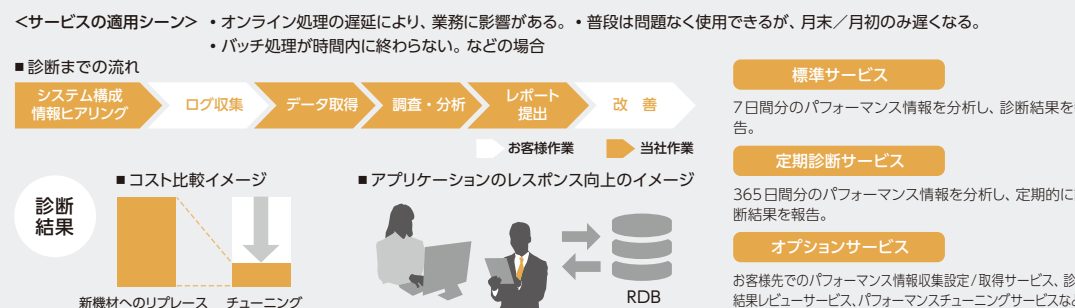 <サービスの適用シーン> • オンライン処理の遅延により、業務に影響がある。 • 普段は問題なく使用できるが、月末／月初のみ遅くなる。
• バッチ処理が時間内に終わらない。などの場合
■ 診断までの流れ
システム構成
情報ヒアリング
ログ収集
データ取得
調査・分析
レポート
提出
改 善
お客様作業
当社作業
診断
結果
■ コスト比較イメージ
新機材へのリプレース
チューニング
■ アプリケーションのレスポンス向上のイメージ
RDB
標準サービス
7日間分のパフォーマンス情報を分析し、診断結果を
告。
定期診断サービス
365日間分のパフォーマンス情報を分析し、定期的に
断結果を報告。
オプションサービス
お客様先でのパフォーマンス情報収集設定/取得サービス、診
結果レビューサービス、パフォーマンスチューニングサービスな